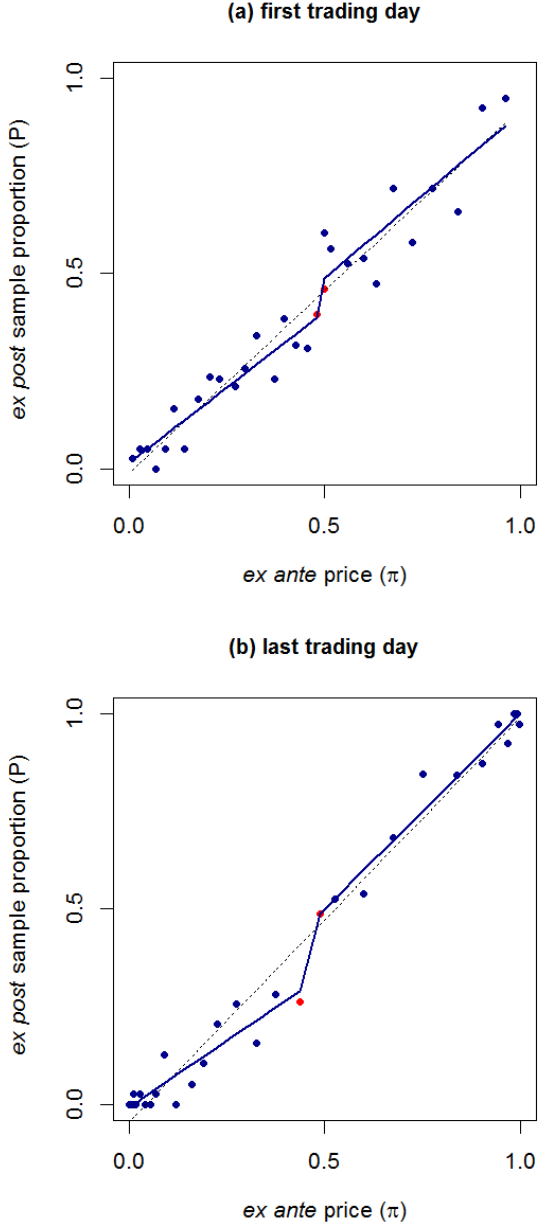 (a) first trading day
ex post sample proportion (P)
1.0
0.5
0.0
0.0 0.5 1.0
ex ante price (π)
(b) last trading day
ex post sample proportion (P)
1.0
0.5
0.0
0.0 0.5 1.0
ex ante price (π)